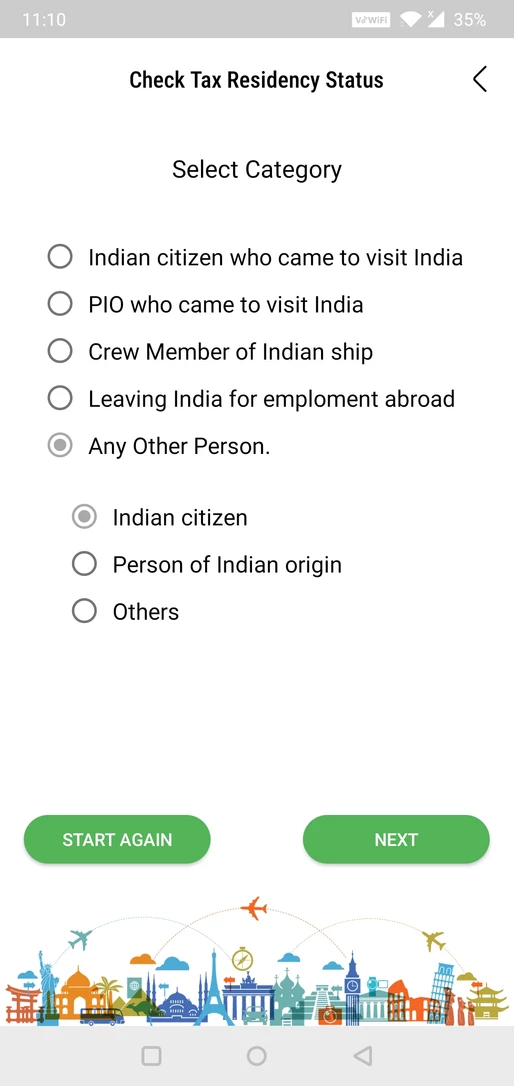 11:10
VoWiFi
x
35%
Check Tax Residency Status
Select Category
Indian citizen who came to visit India
PIO who came to visit India
Crew Member of Indian ship
Leaving India for emploment abroad
Any Other Person.
Indian citizen
Person of Indian origin
Others
START AGAIN
NEXT